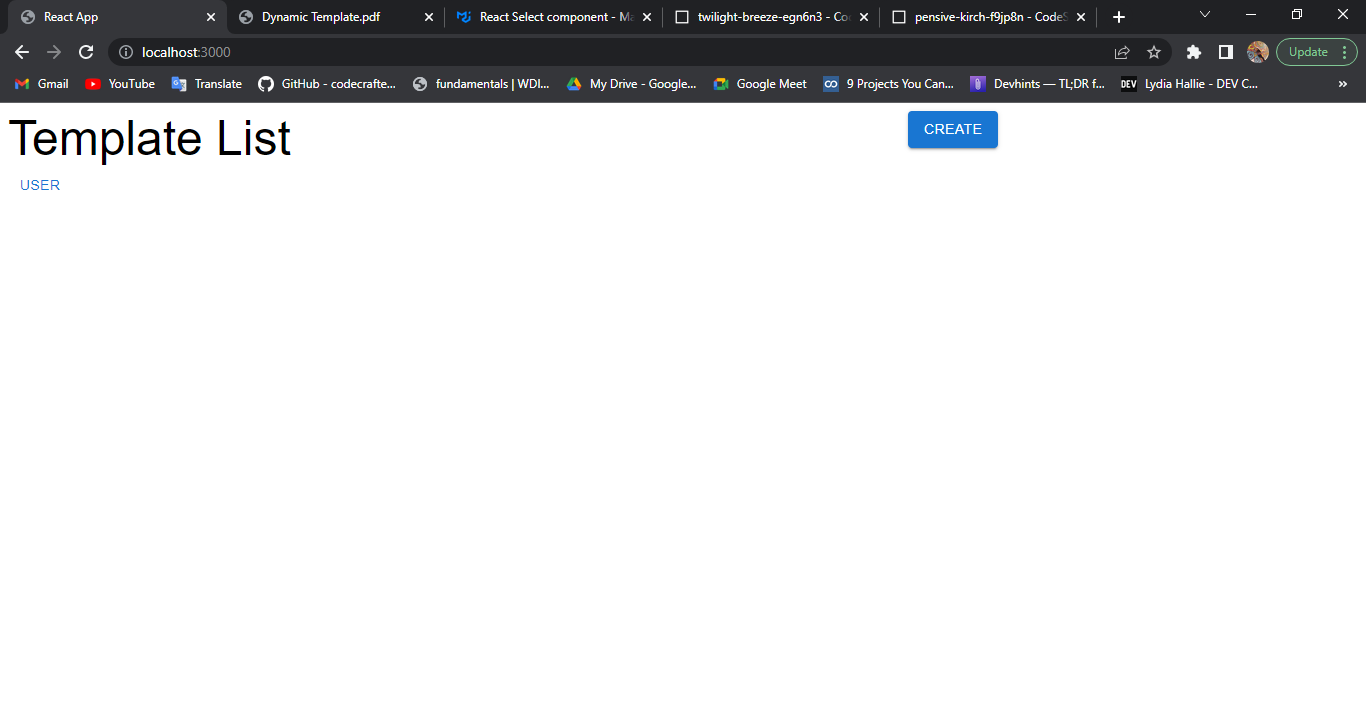 React App
Dynamic Template.pdf
React Select component - Ma
twilight-breeze-egn6n3 - Co
pensive-kirch-f9jp8n - CodeS
localhost:3000
Update
Gmail
YouTube
Translate
GitHub - codecrafte...
fundamentals | WDI...
My Drive - Google...
Google Meet
9 Projects You Can...
Devhints — TL;DR f...
DEV
Lydia Hallie - DEV C...
»
Template List
CREATE
USER